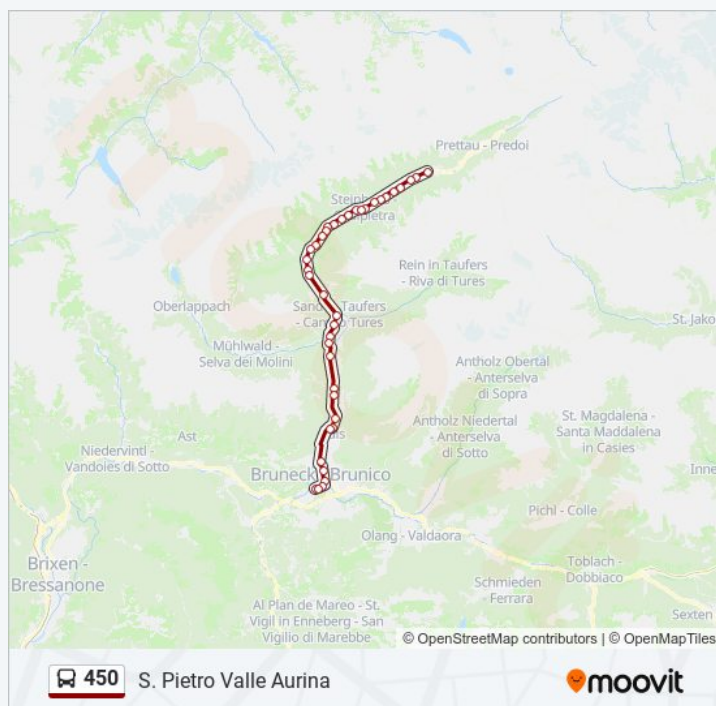 Prettau - Predoi
Rein in Taufers
- Riva di Tures
Oberlappach
St. Jako
Mühlwald -
Selva dei Molini
Antholz Obertal
- Anterselva
di Sopra
Antholz Niedertal
- Anterselva
di Sotto
St. Magdalena -
Santa Maddalena
in Casies
Ast
Niedervintl -
Vandoies di Sotto
Inne
Pichl - Colle
Olang - Valdaora
Toblach -
Dobbiaco
Brixen -
Bressanone
Schmieden -
Ferrara
Al Plan de Mareo - St.
Vigil in Enneberg - San
Vigilio di Marebbe
Sexten
© OpenStreetMap contributors | © OpenMapTiles
450 S. Pietro Valle Aurina
moovit